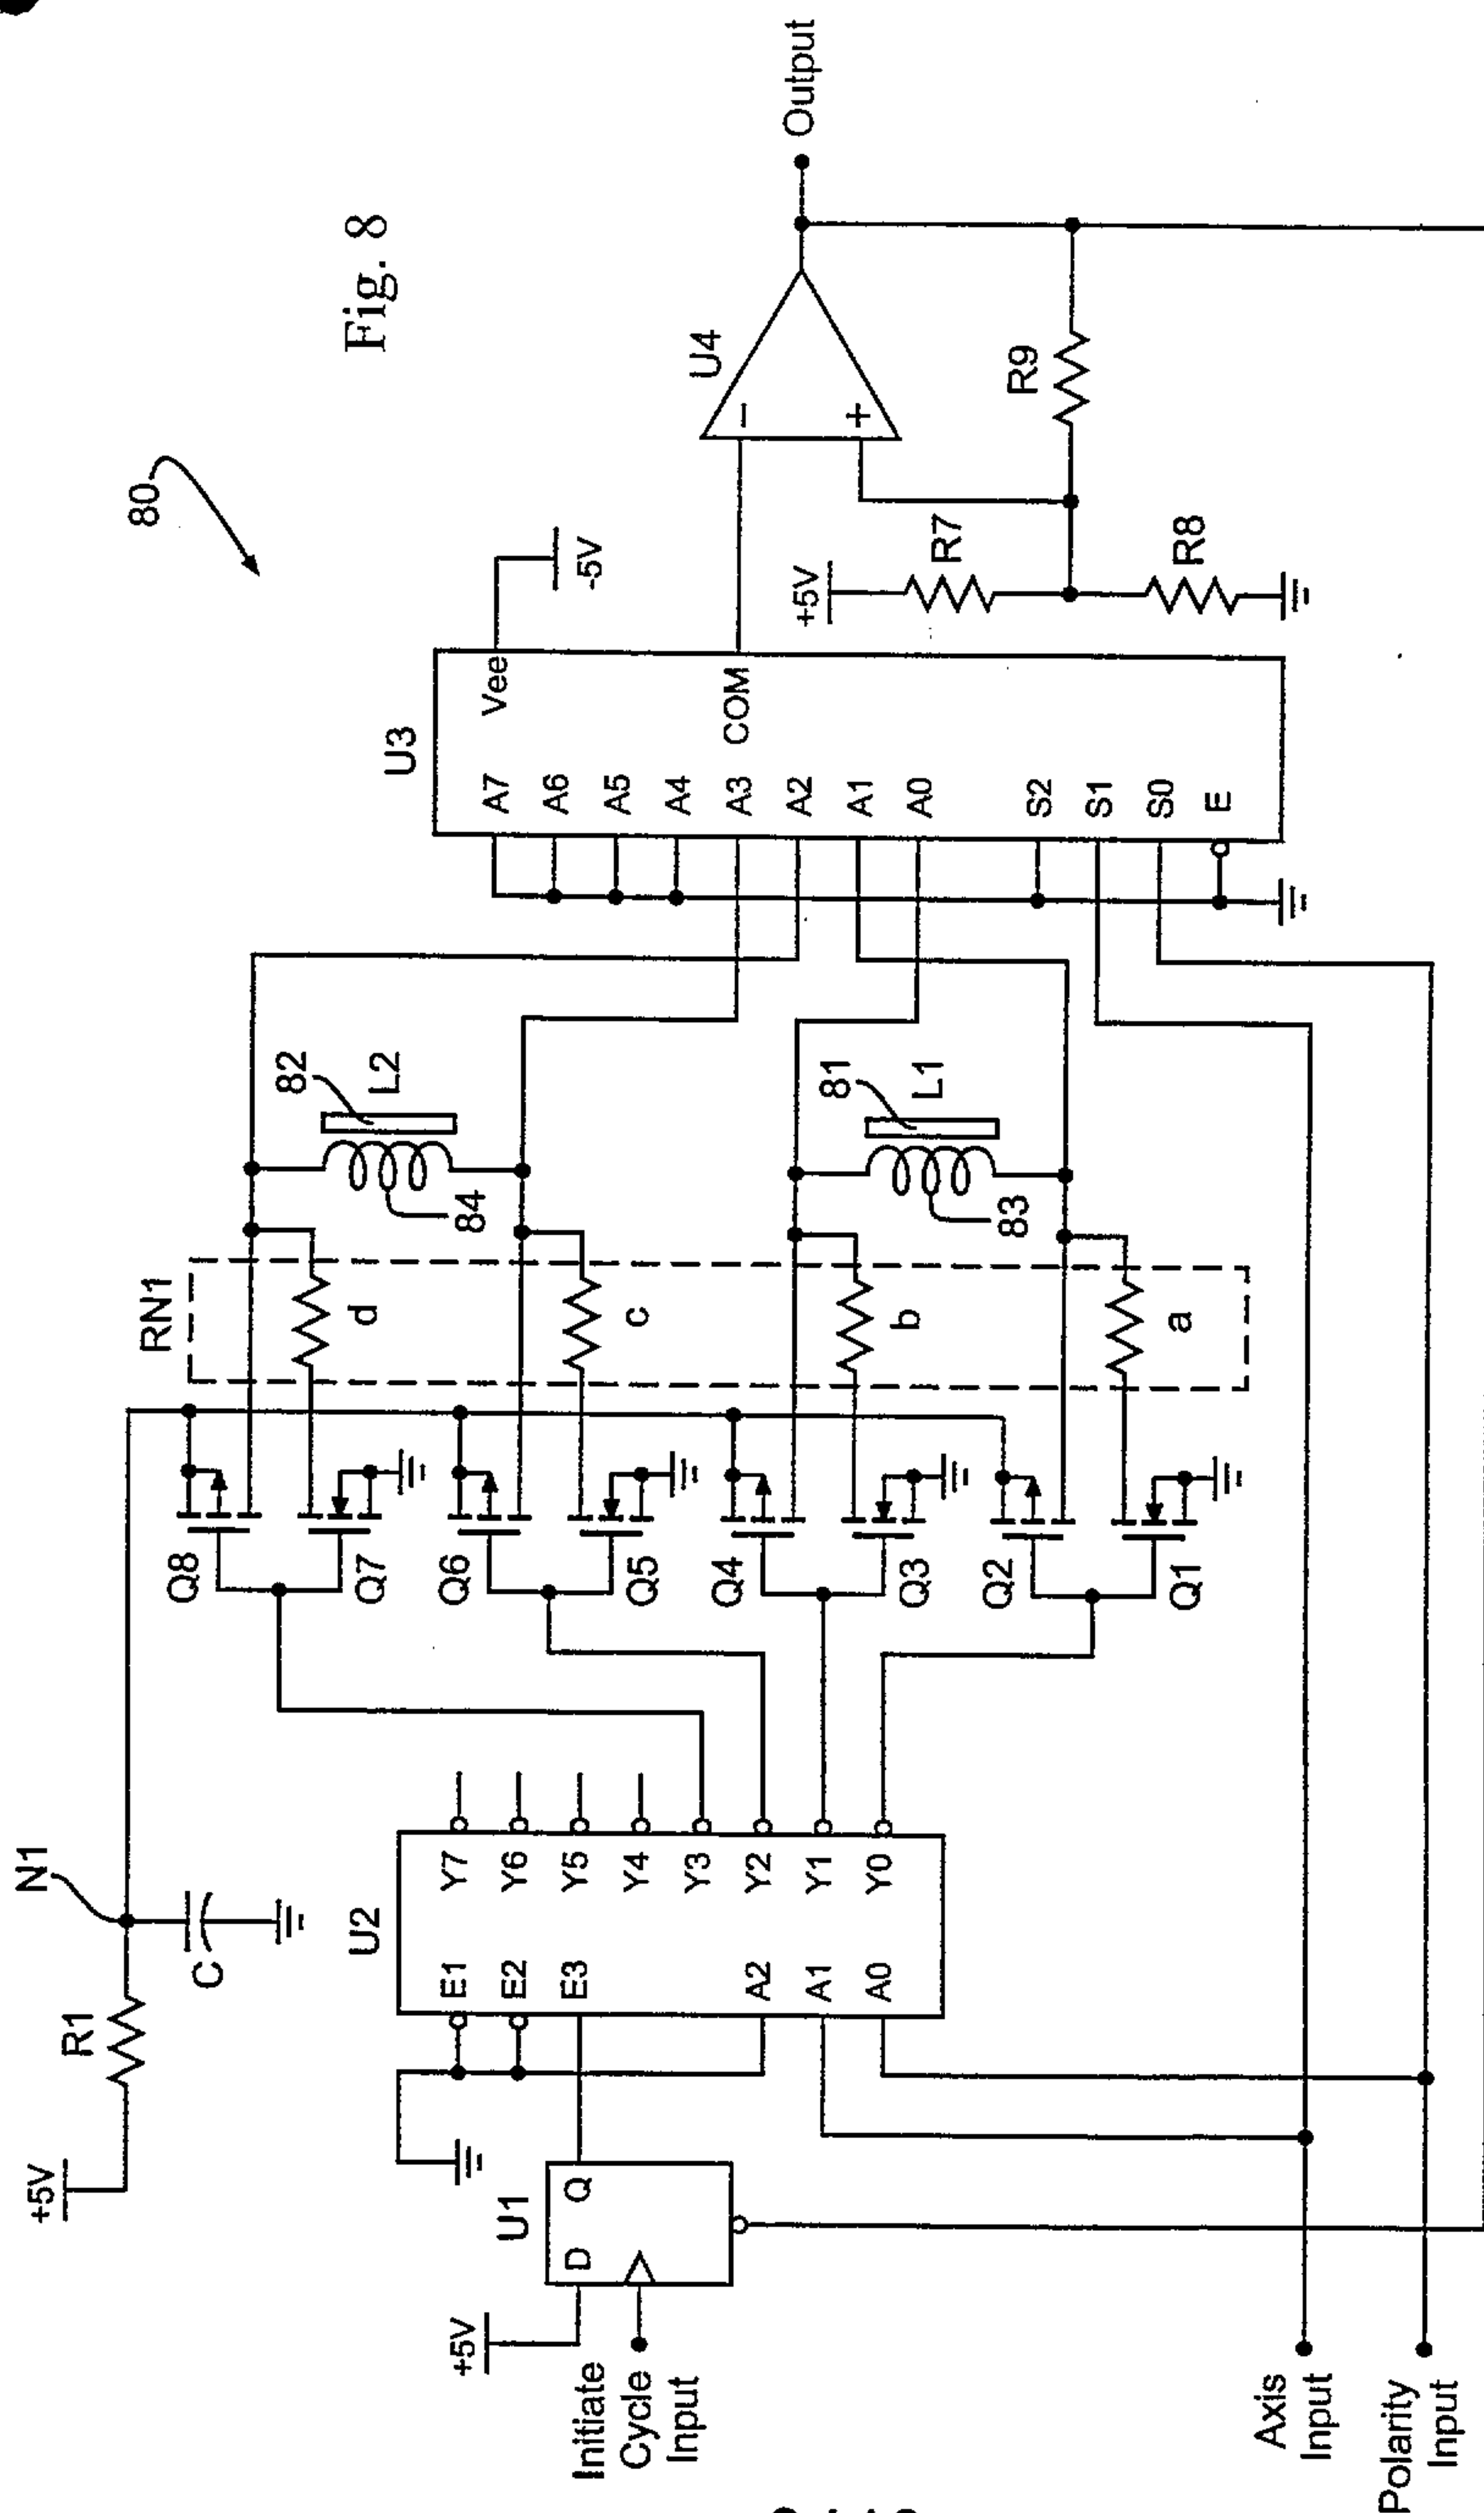 Fig. 8
80
N1
+5V
R1
C
RN1
Q8
Q7
Q6
Q5
Q4
Q3
Q2
Q1
d
c
b
a
82
L2
84
81
L1
83
U1
+5V
D
Q
Initiate
Cycle
Input
U2
E1
E2
E3
A2
A1
A0
Y7
Y6
Y5
Y4
Y3
Y2
Y1
Y0
U3
A7
A6
A5
A4
A3
A2
A1
A0
S2
S1
S0
E
Vee
COM
-5V
+5V
R7
R8
R9
U4
−
+
Output
Axis
Input
Polarity
Input